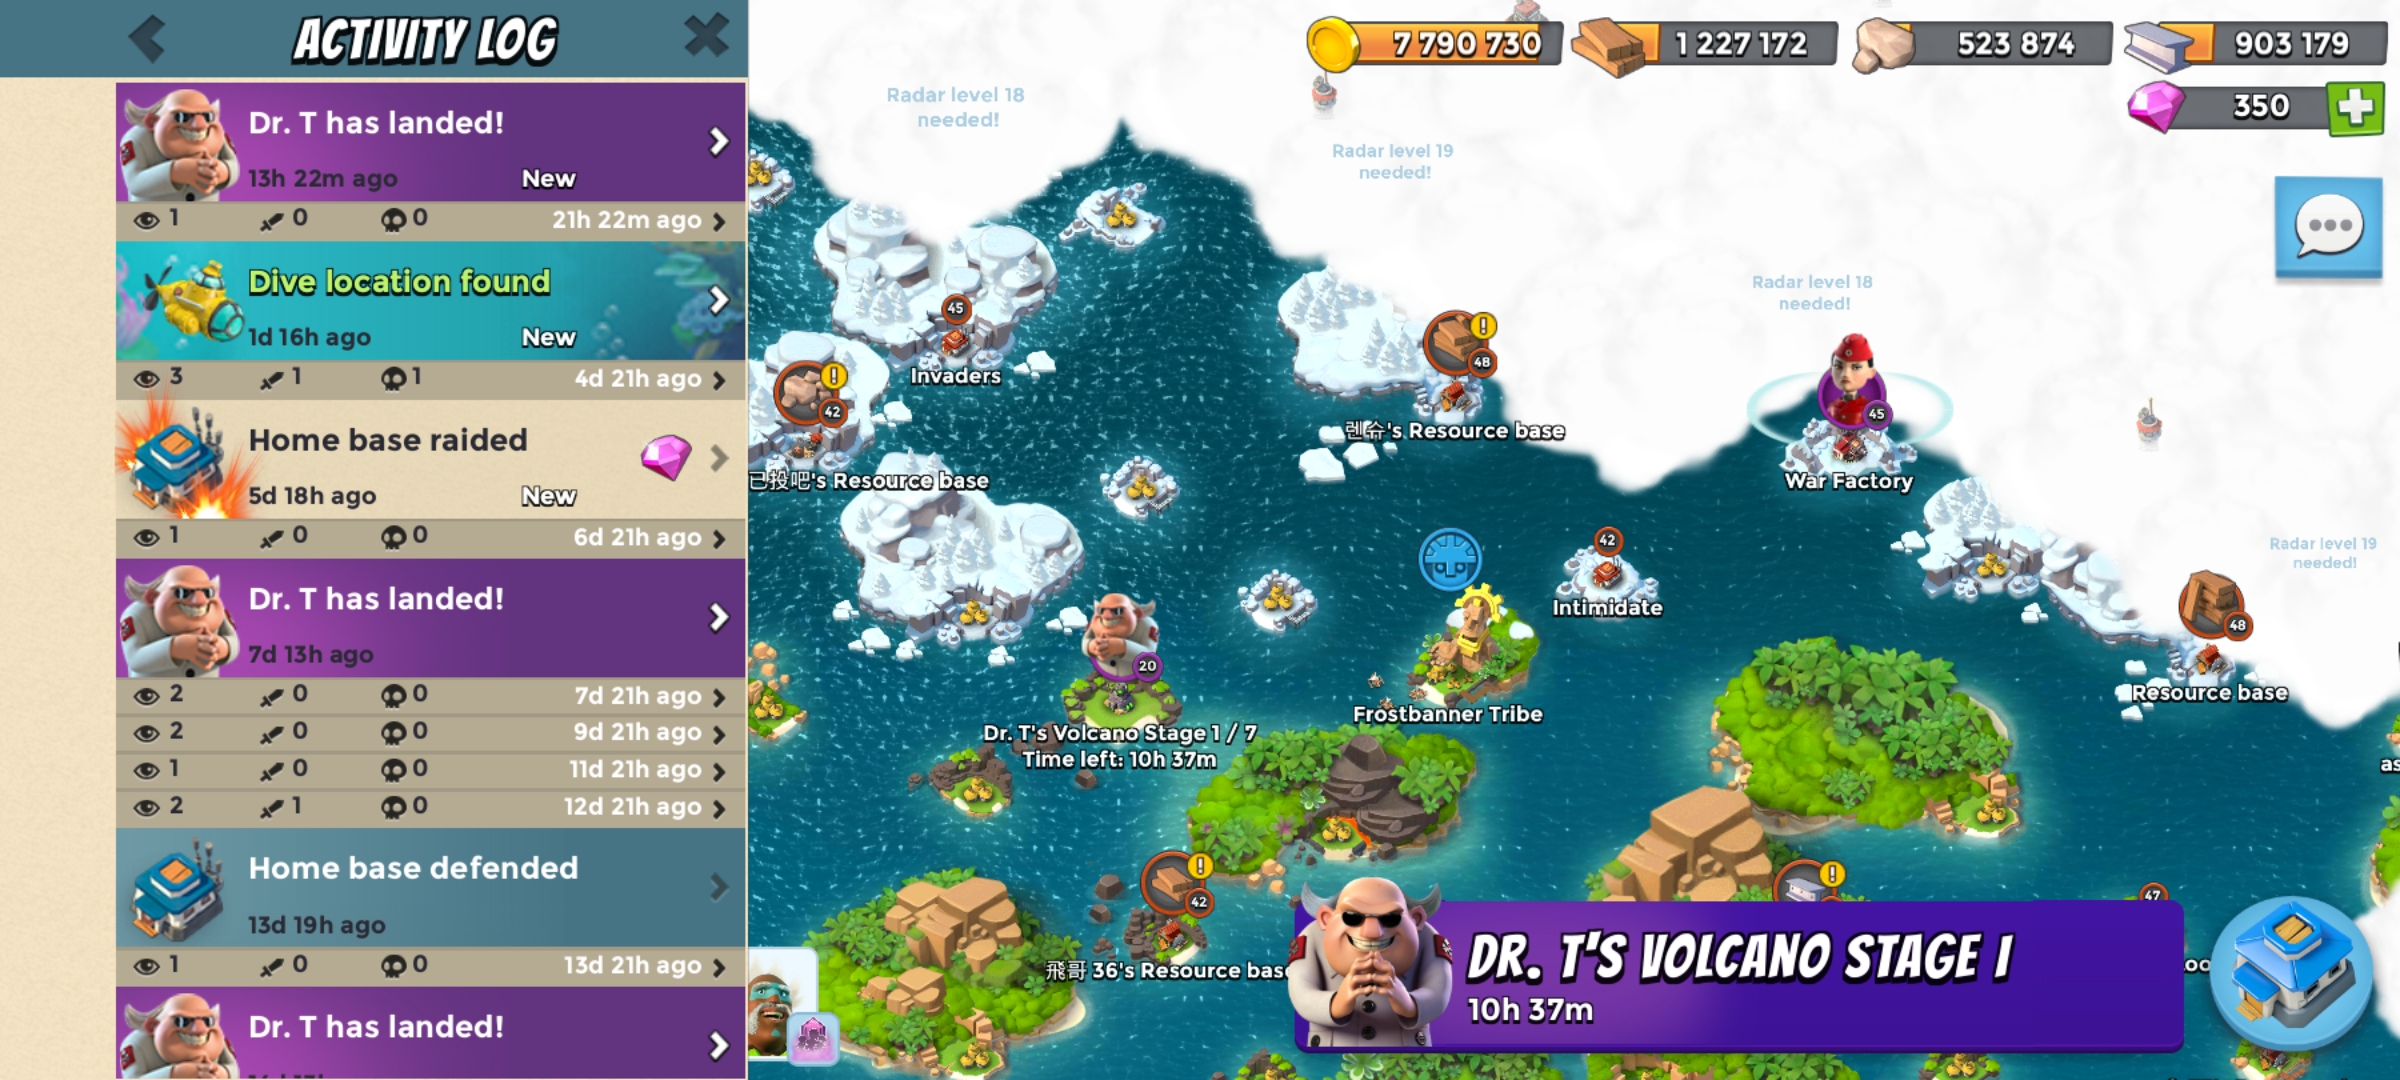 ACTIVITY LOG
Dr. T has landed!
13h 22m ago
New
1 0 0 21h 22m ago
Dive location found
1d 16h ago
New
3 1 1 4d 21h ago
Home base raided
5d 18h ago
New
1 0 0 6d 21h ago
Dr. T has landed!
7d 13h ago
2 0 0 7d 21h ago
2 0 0 9d 21h ago
1 0 0 11d 21h ago
2 1 0 12d 21h ago
Home base defended
13d 19h ago
1 0 0 13d 21h ago
Dr. T has landed!
7 790 730
1 227 172
523 874
903 179
350
Radar level 18
needed!
Radar level 19
needed!
Radar level 18
needed!
45
Invaders
!
48
렌슈's Resource base
!
42
已投吧's Resource base
45
War Factory
42
Intimidate
Radar level 19
needed!
48
Resource base
20
Dr. T's Volcano Stage 1 / 7
Time left: 10h 37m
Frostbanner Tribe
as
!
42
飛哥 36's Resource base
!
47
DR. T'S VOLCANO STAGE 1
10h 37m